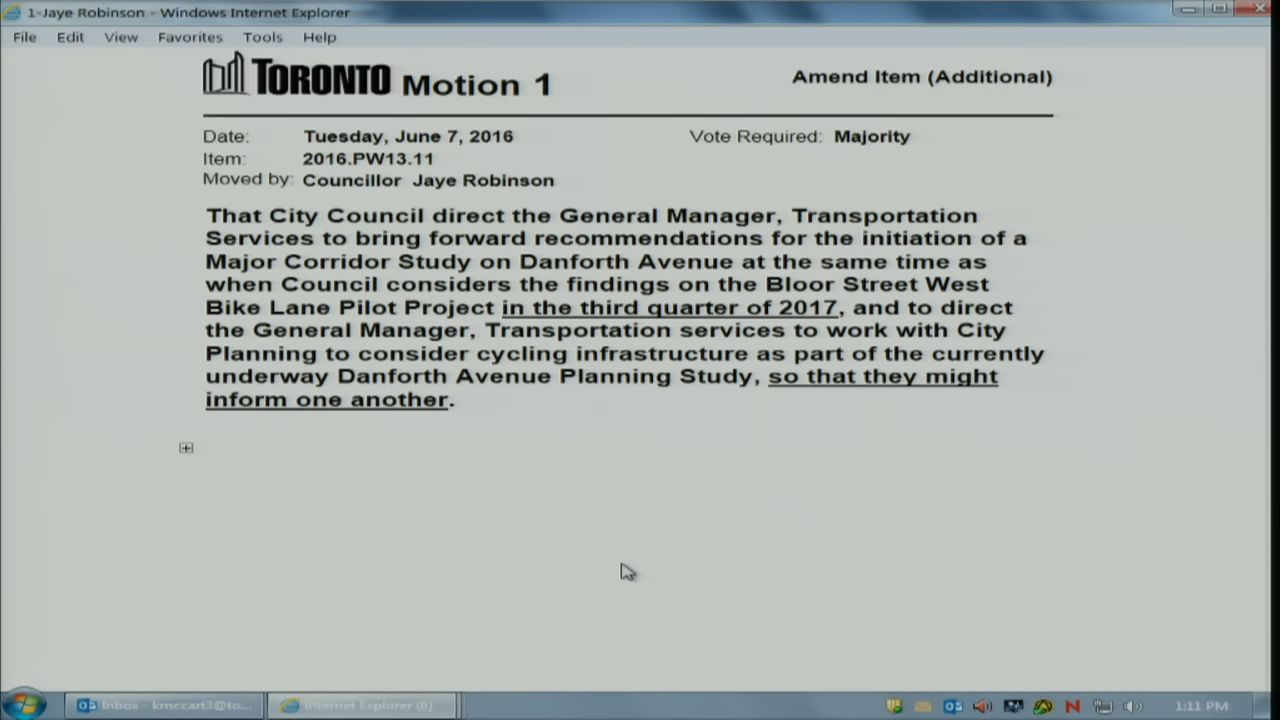 1-Jaye Robinson - Windows Internet Explorer
File Edit View Favorites Tools Help
TORONTO Motion 1 Amend Item (Additional)
Date: Tuesday, June 7, 2016 Vote Required: Majority
Item: 2016.PW13.11
Moved by: Councillor Jaye Robinson
That City Council direct the General Manager, Transportation
Services to bring forward recommendations for the initiation of a
Major Corridor Study on Danforth Avenue at the same time as
when Council considers the findings on the Bloor Street West
Bike Lane Pilot Project in the third quarter of 2017, and to direct
the General Manager, Transportation services to work with City
Planning to consider cycling infrastructure as part of the currently
underway Danforth Avenue Planning Study, so that they might
inform one another.
Inbox - kmccart3@to... Internet Explorer (6) 1:11 PM